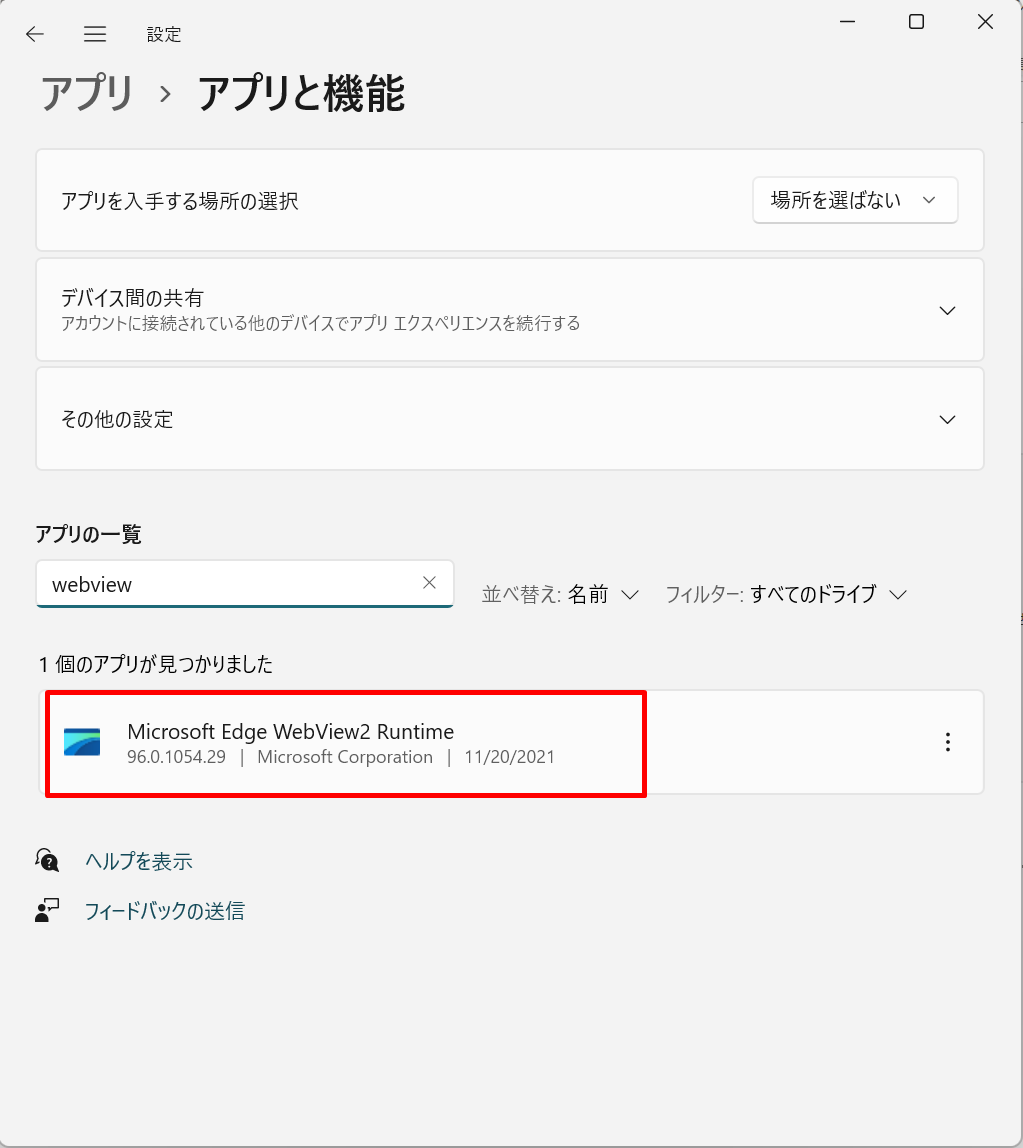 設定
アプリ › アプリと機能
アプリを入手する場所の選択
場所を選ばない
デバイス間の共有
アカウントに接続されている他のデバイスでアプリ エクスペリエンスを続行する
その他の設定
アプリの一覧
webview
並べ替え: 名前
フィルター: すべてのドライブ
1 個のアプリが見つかりました
Microsoft Edge WebView2 Runtime
96.0.1054.29 | Microsoft Corporation | 11/20/2021
ヘルプを表示
フィードバックの送信